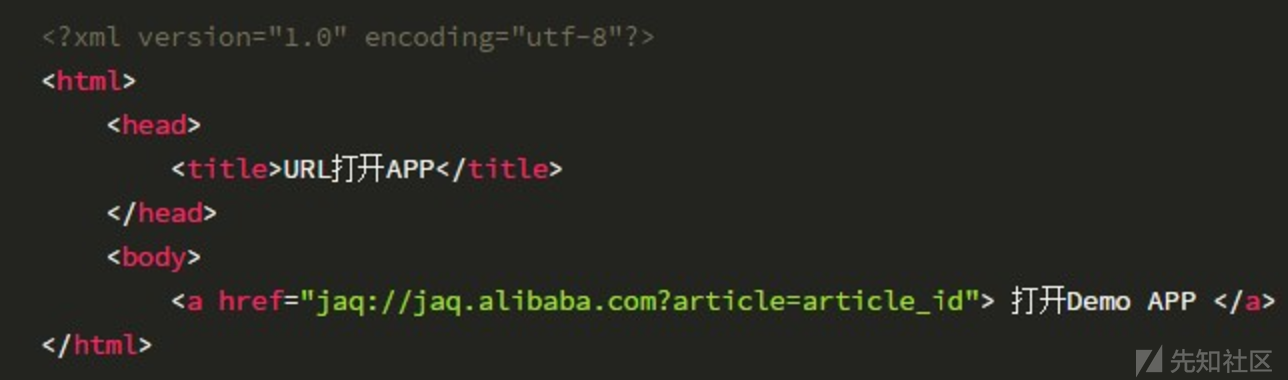 <?xml version="1.0" encoding="utf-8"?>
<html>
<head>
<title>URL打开APP</title>
</head>
<body>
<a href="jaq://jaq.alibaba.com?article=article_id"> 打开Demo APP </a>
</html>
先知社区